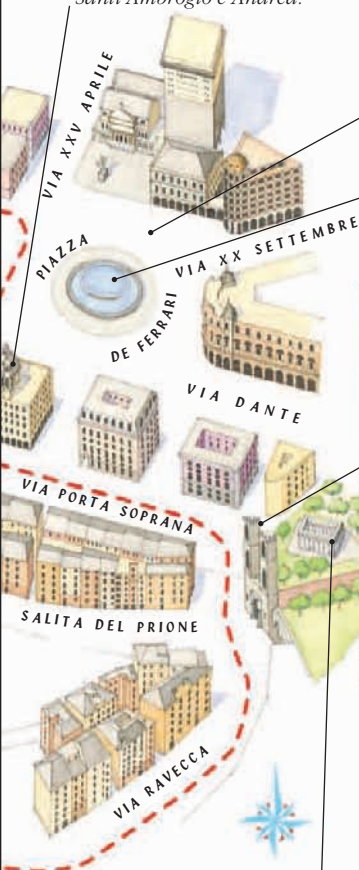 Santi Ambrogio e Andrea.
VIA XXV APRILE
PIAZZA
DE FERRARI
VIA XX SETTEMBRE
VIA DANTE
VIA PORTA SOPRANA
SALITA DEL PRIONE
VIA RAVECCA